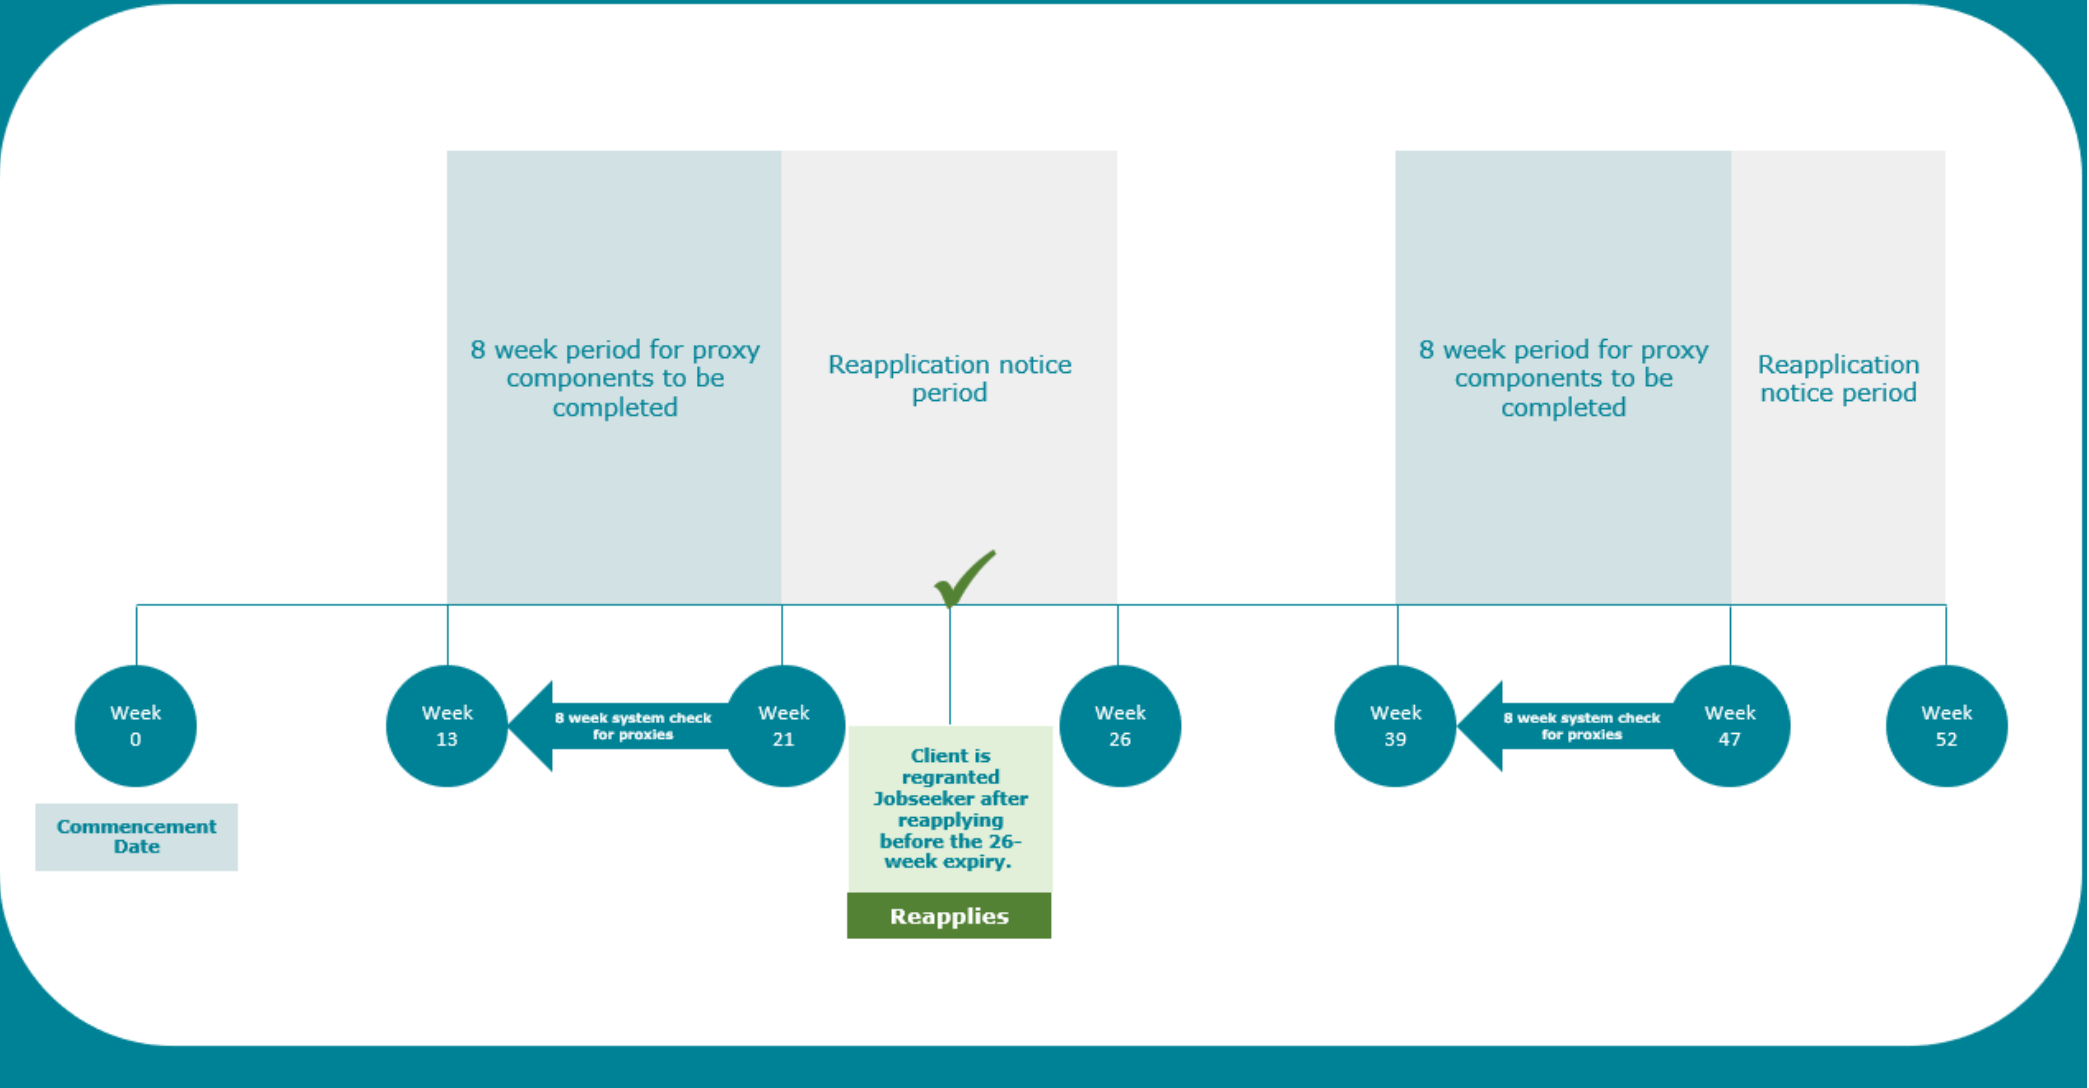 8 week period for proxy
components to be
completed
Reapplication notice
period
8 week period for proxy
components to be
completed
Reapplication
notice period
Week
0
Week
13
8 week system check
for proxies
Week
21
Week
26
Week
39
8 week system check
for proxies
Week
47
Week
52
Commencement
Date
Client is
regranted
Jobseeker after
reapplying
before the 26-
week expiry.
Reapplies